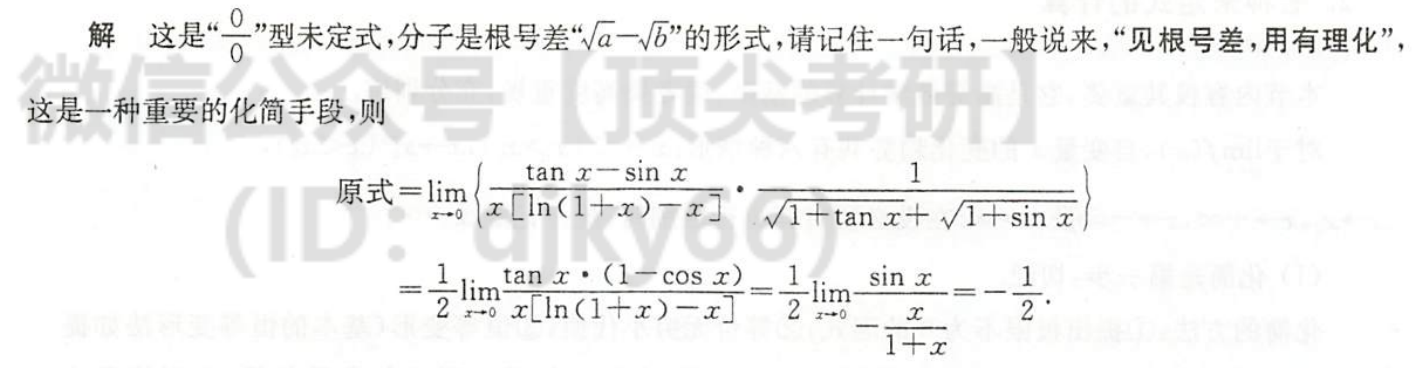 解 这是“$\frac{0}{0}$”型未定式,分子是根号差“$\sqrt{a}-\sqrt{b}$”的形式,请记住一句话,一般说来,“见根号差,用有理化”,
这是一种重要的化简手段,则
微信公众号【顶尖考研】
原式$=\lim_{x\to 0}\left\{\frac{\tan x-\sin x}{x[\ln(1+x)-x]}\cdot\frac{1}{\sqrt{1+\tan x}+\sqrt{1+\sin x}}\right\}$
(ID: djky66)
$=\frac{1}{2}\lim_{x\to 0}\frac{\tan x\cdot(1-\cos x)}{x[\ln(1+x)-x]}=\frac{1}{2}\lim_{x\to 0}\frac{\sin x}{-\frac{x}{1+x}}=-\frac{1}{2}.$